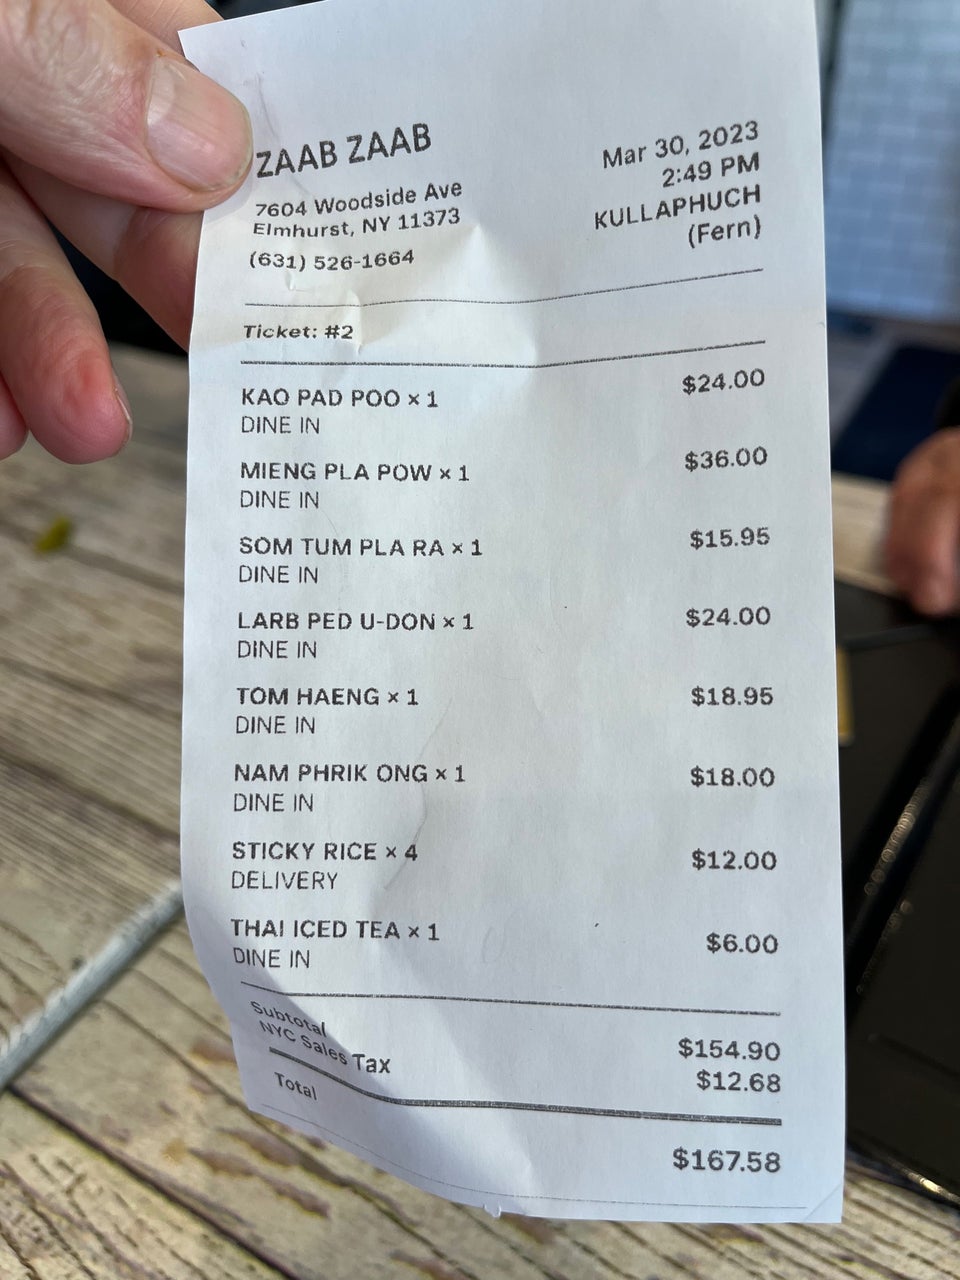 ZAAB ZAAB
7604 Woodside Ave
Elmhurst, NY 11373
(631) 526-1664
Mar 30, 2023
2:49 PM
KULLAPHUCH
(Fern)
Ticket: #2
KAO PAD POO × 1 $24.00
DINE IN
MIENG PLA POW × 1 $36.00
DINE IN
SOM TUM PLA RA × 1 $15.95
DINE IN
LARB PED U-DON × 1 $24.00
DINE IN
TOM HAENG × 1 $18.95
DINE IN
NAM PHRIK ONG × 1 $18.00
DINE IN
STICKY RICE × 4 $12.00
DELIVERY
THAI ICED TEA × 1 $6.00
DINE IN
Subtotal $154.90
NYC Sales Tax $12.68
Total $167.58